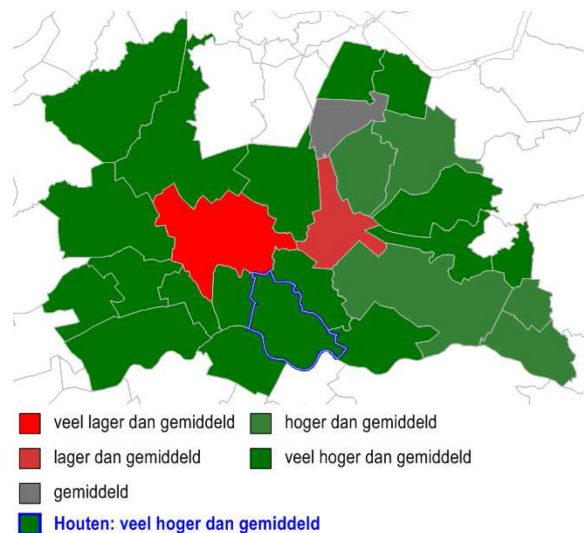 veel lager dan gemiddeld
hoger dan gemiddeld
lager dan gemiddeld
veel hoger dan gemiddeld
gemiddeld
Houten: veel hoger dan gemiddeld